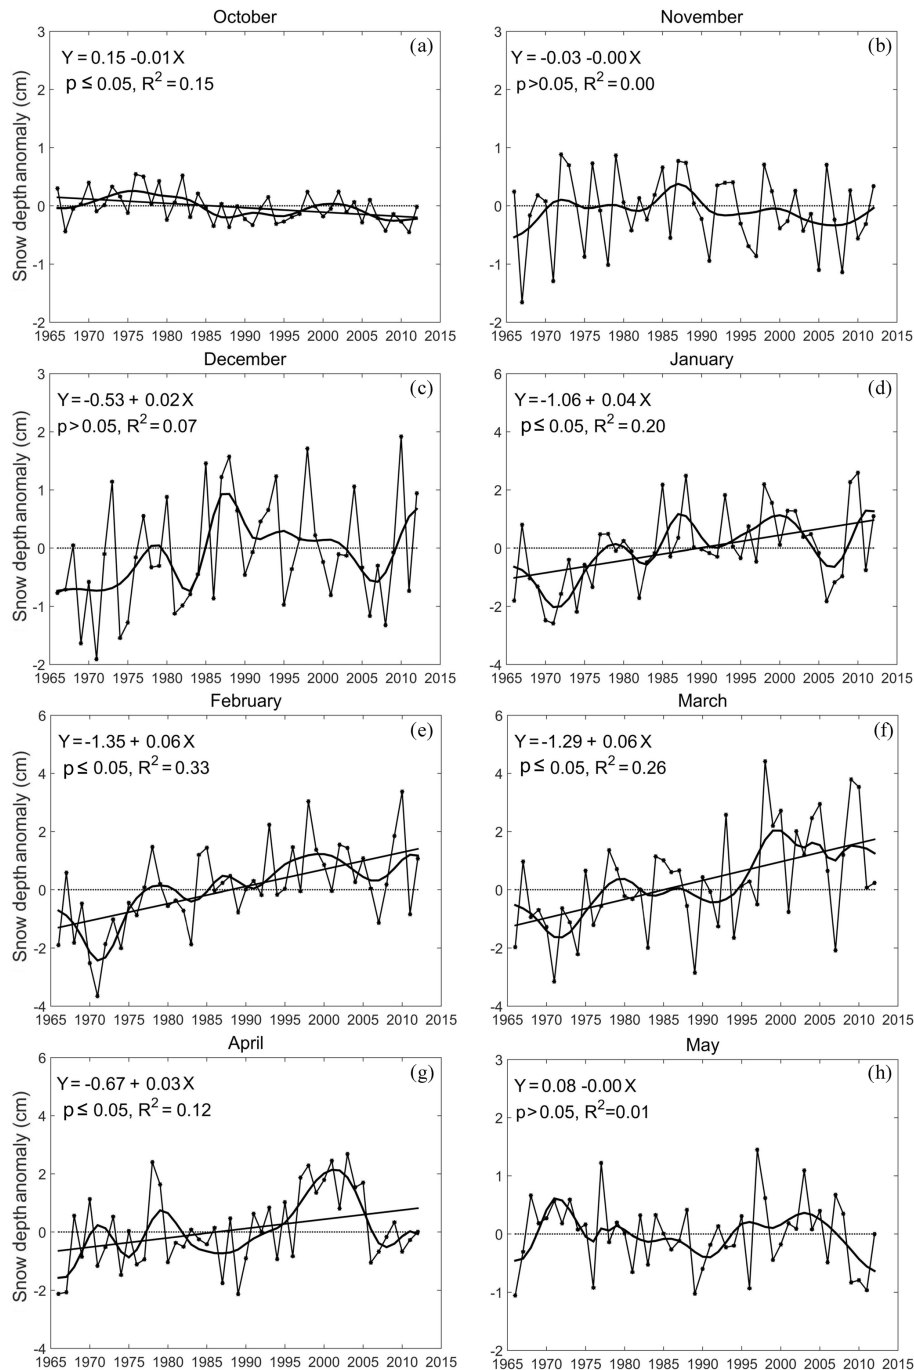 October
(a)
Y = 0.15 -0.01X
p ≤ 0.05, R² = 0.15
Snow depth anomaly (cm)
3
2
1
0
-1
-2
1965 1970 1975 1980 1985 1990 1995 2000 2005 2010 2015
November
(b)
Y = -0.03 -0.00X
p>0.05, R² = 0.00
3
2
1
0
-1
-2
1965 1970 1975 1980 1985 1990 1995 2000 2005 2010 2015
December
(c)
Y= -0.53 + 0.02X
p>0.05, R² = 0.07
Snow depth anomaly (cm)
3
2
1
0
-1
-2
1965 1970 1975 1980 1985 1990 1995 2000 2005 2010 2015
January
(d)
Y= -1.06 + 0.04X
p≤ 0.05, R² = 0.20
6
4
2
0
-2
-4
1965 1970 1975 1980 1985 1990 1995 2000 2005 2010 2015
February
(e)
Y= -1.35 + 0.06X
p≤ 0.05, R² = 0.33
Snow depth anomaly (cm)
6
4
2
0
-2
-4
1965 1970 1975 1980 1985 1990 1995 2000 2005 2010 2015
March
(f)
Y= -1.29 + 0.06X
p≤ 0.05, R² = 0.26
6
4
2
0
-2
-4
1965 1970 1975 1980 1985 1990 1995 2000 2005 2010 2015
April
(g)
Y= -0.67 + 0.03X
p≤ 0.05, R² = 0.12
Snow depth anomaly (cm)
6
4
2
0
-2
-4
1965 1970 1975 1980 1985 1990 1995 2000 2005 2010 2015
May
(h)
Y = 0.08 -0.00X
p>0.05, R²=0.01
3
2
1
0
-1
-2
1965 1970 1975 1980 1985 1990 1995 2000 2005 2010 2015